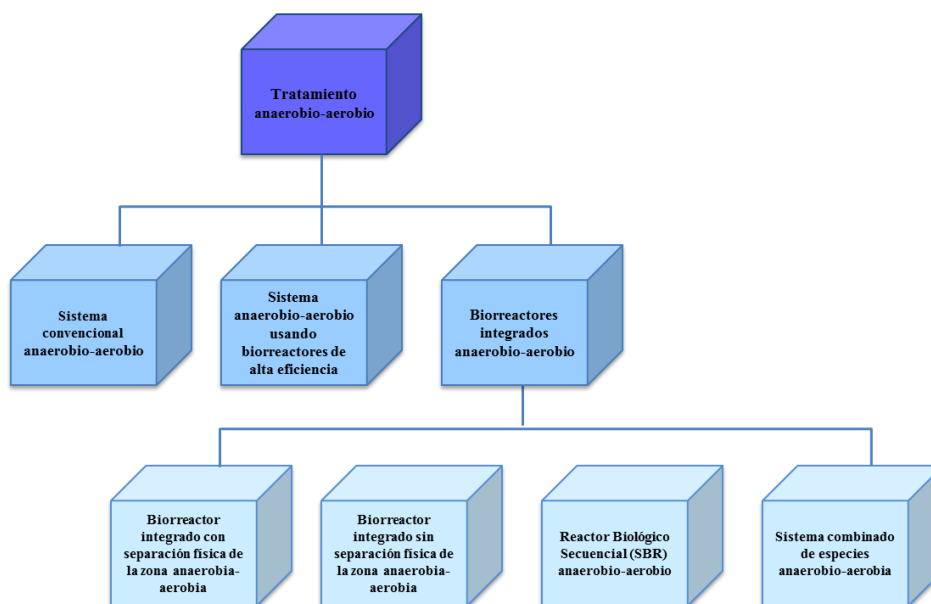 Tratamiento
anaerobio-aerobio
Sistema
convencional
anaerobio-aerobio
Sistema
anaerobio-aerobio
usando
biorreactores de
alta eficiencia
Biorreactores
integrados
anaerobio-aerobio
Biorreactor
integrado con
separación física de
la zona anaerobia-
aerobia
Biorreactor
integrado sin
separación física de
la zona anaerobia-
aerobia
Reactor Biológico
Secuencial (SBR)
anaerobio-aerobio
Sistema combinado
de especies
anaerobio-aerobia